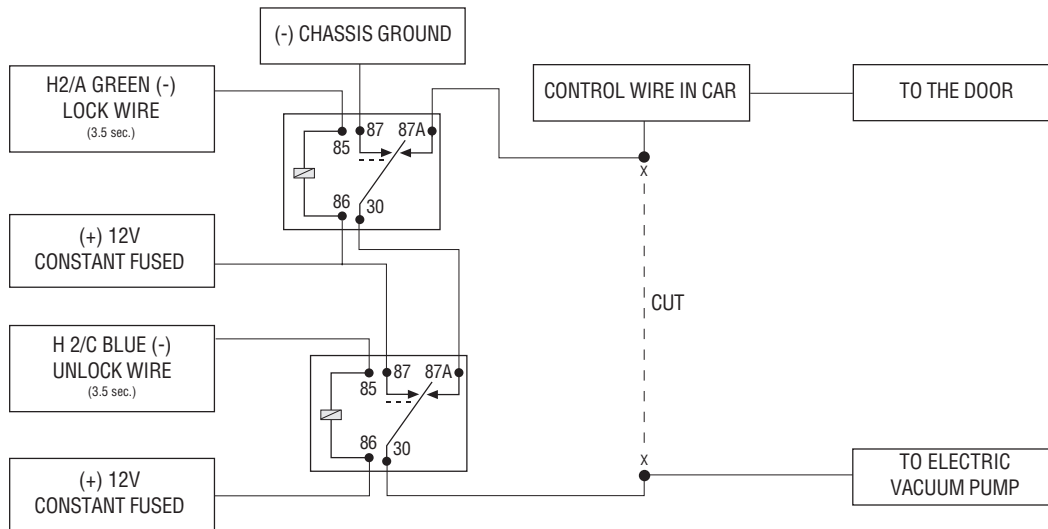 (-) CHASSIS GROUND
H2/A GREEN (-)
LOCK WIRE
(3.5 sec.)
CONTROL WIRE IN CAR
TO THE DOOR
87
87A
85
86
30
X
(+) 12V
CONSTANT FUSED
CUT
H 2/C BLUE (-)
UNLOCK WIRE
(3.5 sec.)
87
87A
85
86
30
X
TO ELECTRIC
VACUUM PUMP
(+) 12V
CONSTANT FUSED